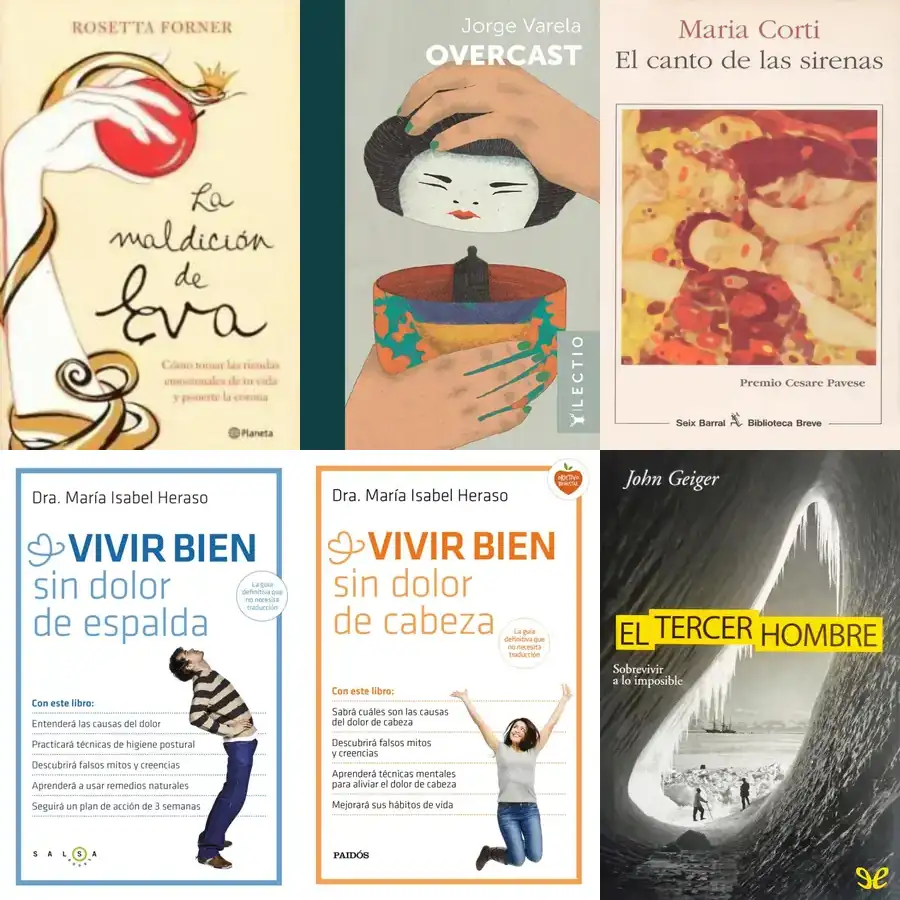 ROSETTA FORNER
La
maldición
de
Eva
Cómo tomar las riendas
emocionales de tu vida
y ponerte la corona
Planeta
Jorge Varela
OVERCAST
LECTIO
Maria Corti
El canto de las sirenas
Premio Cesare Pavese
Seix Barral Biblioteca Breve
Dra. María Isabel Heraso
VIVIR BIEN
sin dolor
de espalda
La guía
definitiva que
no necesita
traducción
Con este libro:
Entenderá las causas del dolor
Practicará técnicas de higiene postural
Descubrirá falsos mitos y creencias
Aprenderá a usar remedios naturales
Seguirá un plan de acción de 3 semanas
SALSA
Dra. María Isabel Heraso
VIVIR BIEN
sin dolor
de cabeza
La guía
definitiva que
no necesita
traducción
Con este libro:
Sabrá cuáles son las causas
del dolor de cabeza
Descubrirá falsos mitos
y creencias
Aprenderá técnicas mentales
para aliviar el dolor de cabeza
Mejorará sus hábitos de vida
PAIDÓS
John Geiger
EL TERCER HOMBRE
Sobrevivir
a lo imposible